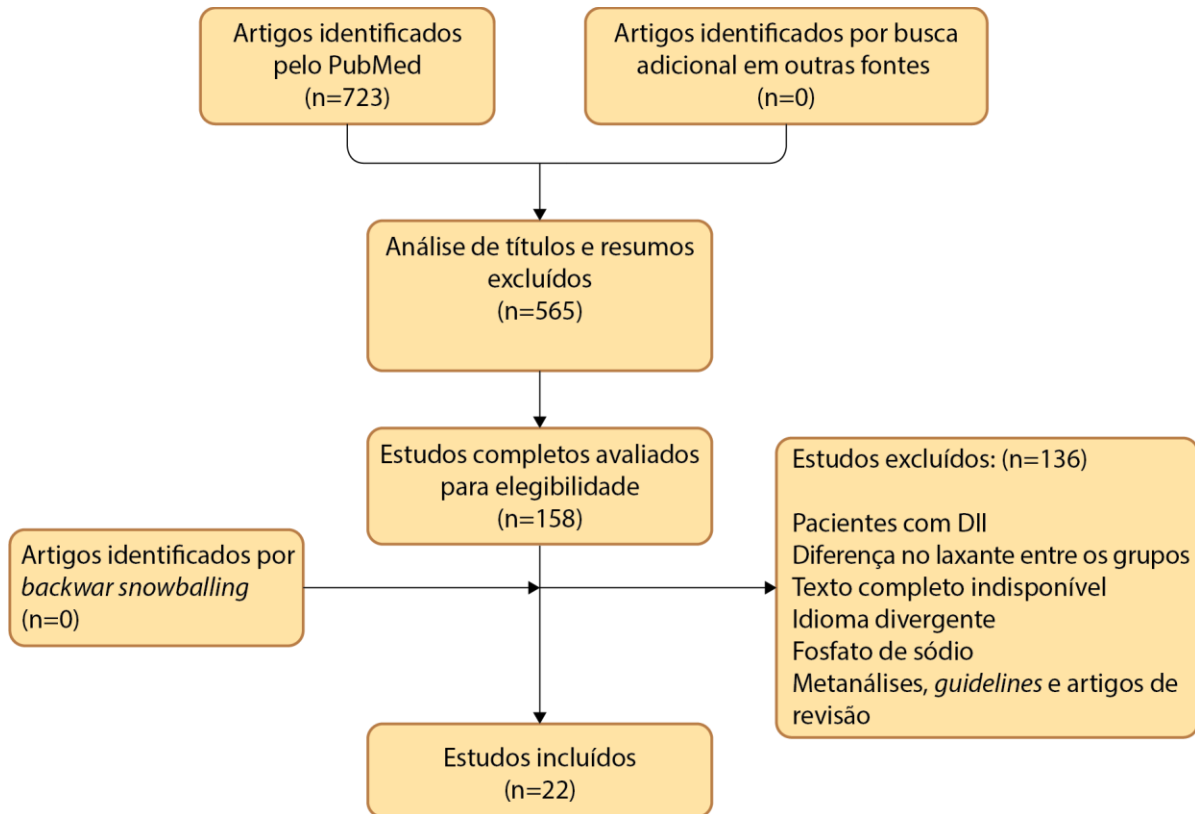 Artigos identificados
pelo PubMed
(n=723)
Artigos identificados por busca
adicional em outras fontes
(n=0)
Análise de títulos e resumos
excluídos
(n=565)
Estudos completos avaliados
para elegibilidade
(n=158)
Artigos identificados por
backwar snowballing
(n=0)
Estudos excluídos: (n=136)
Pacientes com DII
Diferença no laxante entre os grupos
Texto completo indisponível
Idioma divergente
Fosfato de sódio
Metanálises, guidelines e artigos de
revisão
Estudos incluídos
(n=22)